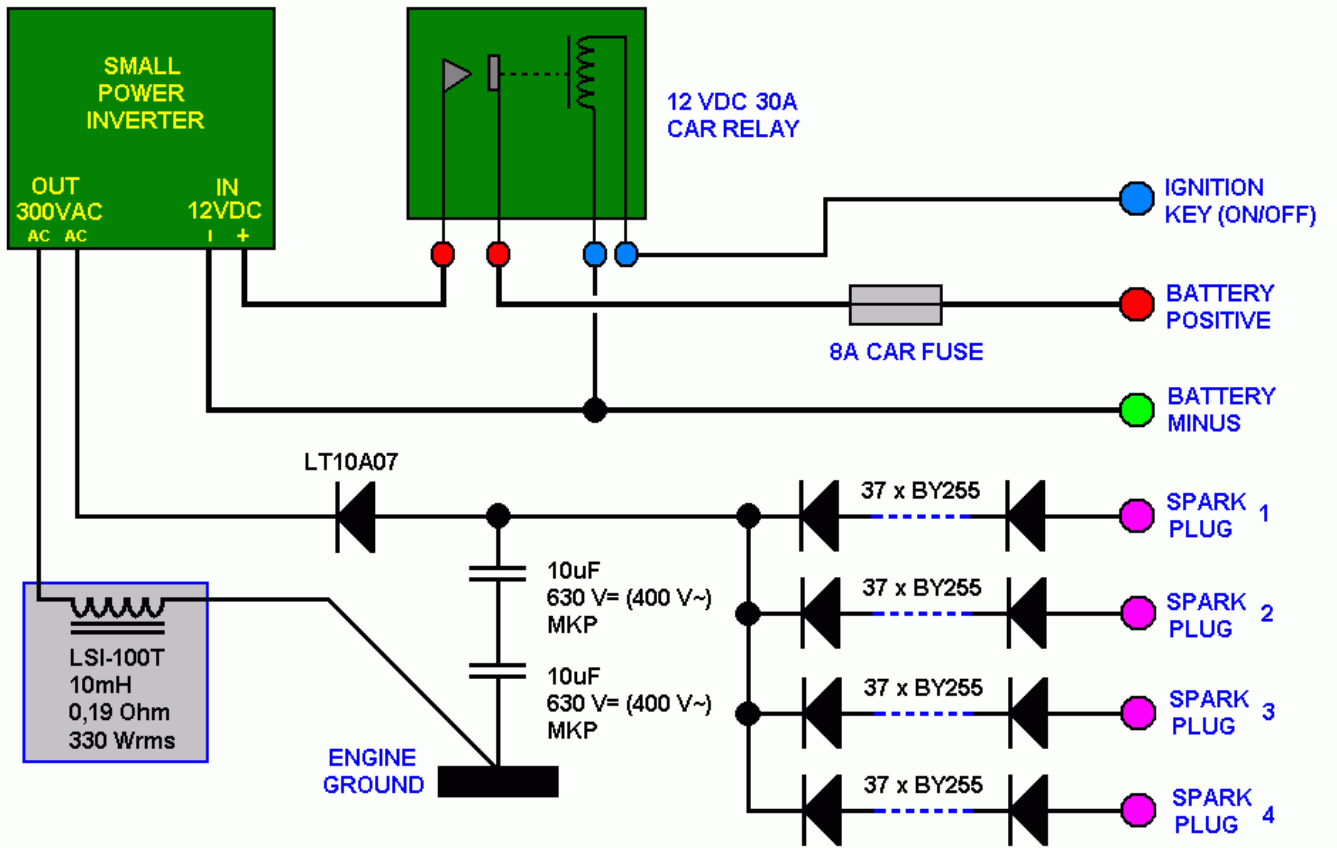 SMALL
POWER
INVERTER
OUT
300VAC
AC AC
IN
12VDC
I +
12 VDC 30A
CAR RELAY
IGNITION
KEY (ON/OFF)
BATTERY
POSITIVE
8A CAR FUSE
BATTERY
MINUS
LT10A07
37 x BY255
SPARK
PLUG 1
10uF
630 V= (400 V~)
MKP
37 x BY255
SPARK
PLUG 2
LSI-100T
10mH
0,19 Ohm
330 Wrms
10uF
630 V= (400 V~)
MKP
37 x BY255
SPARK
PLUG 3
ENGINE
GROUND
37 x BY255
SPARK
PLUG 4